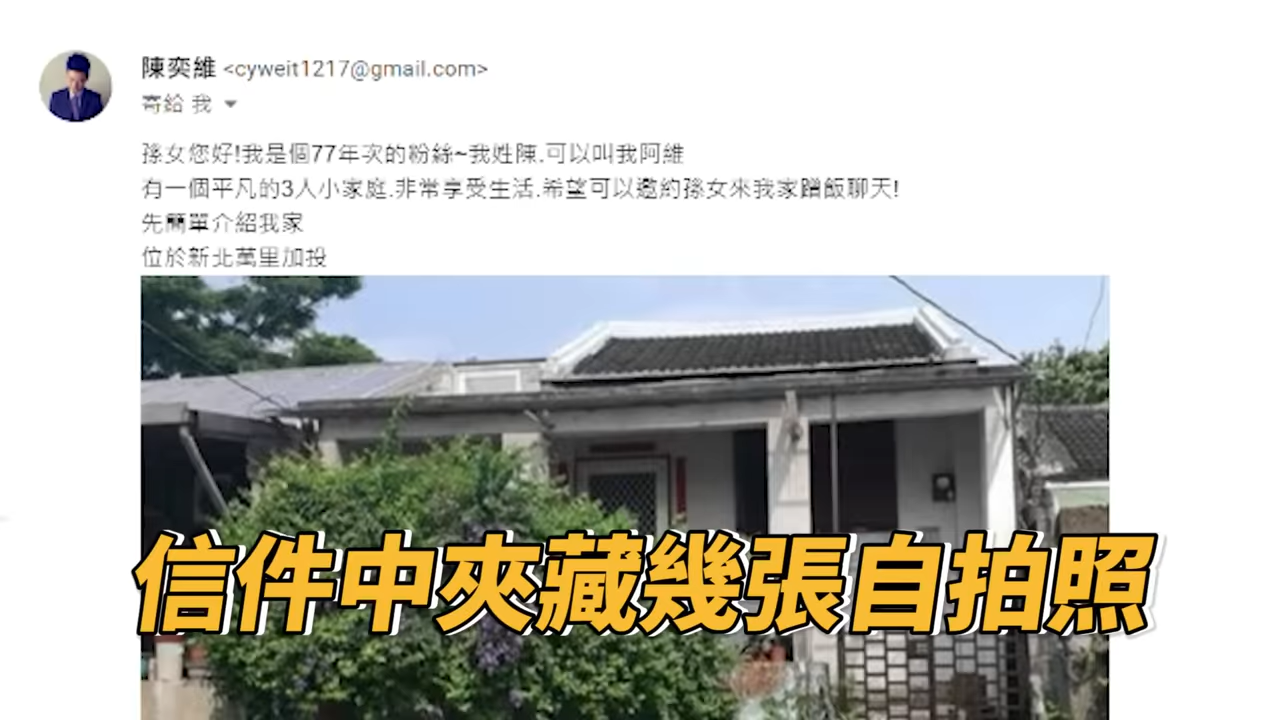 陳奕維 <cyweit1217@gmail.com>
寄給 我
孫女您好!我是個77年次的粉絲~我姓陳.可以叫我阿維
有一個平凡的3人小家庭.非常享受生活.希望可以邀約孫女來我家蹭飯聊天!
先簡單介紹我家
位於新北萬里加投
信件中夾藏幾張自拍照